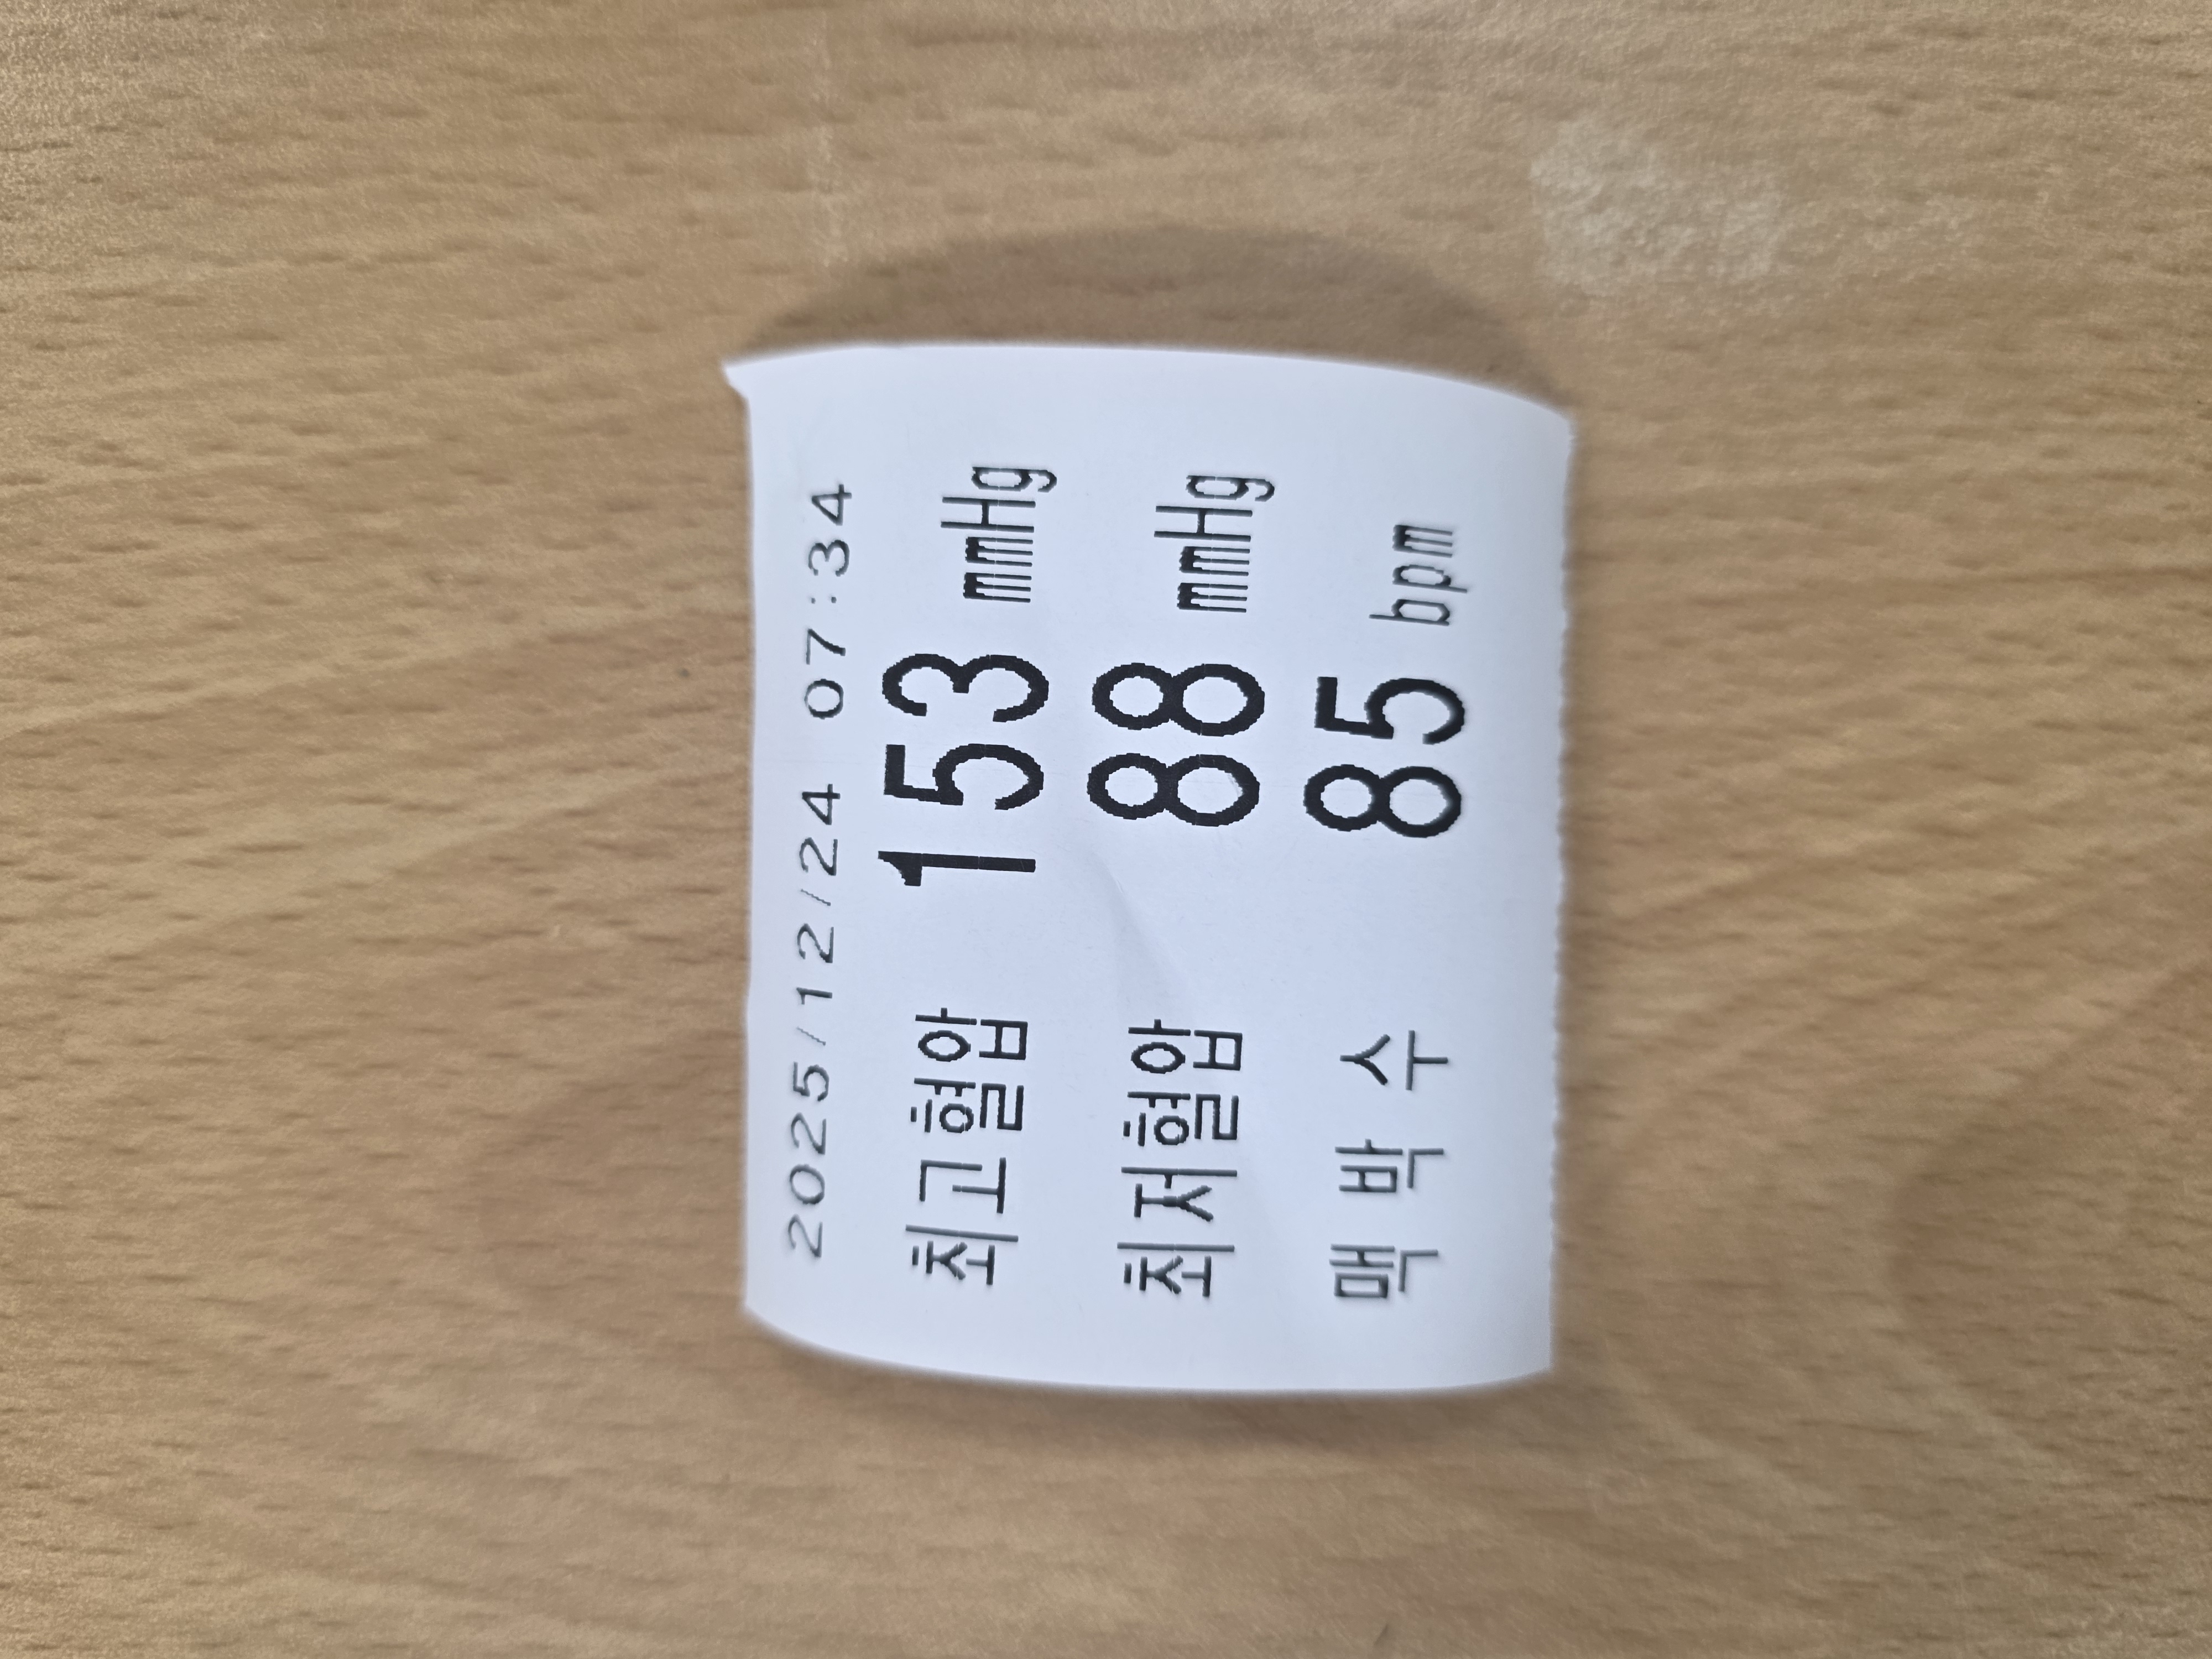 2025/12/24 07:34
최고혈압 153 mmHg
최저혈압 88 mmHg
맥 박 수 85 bpm